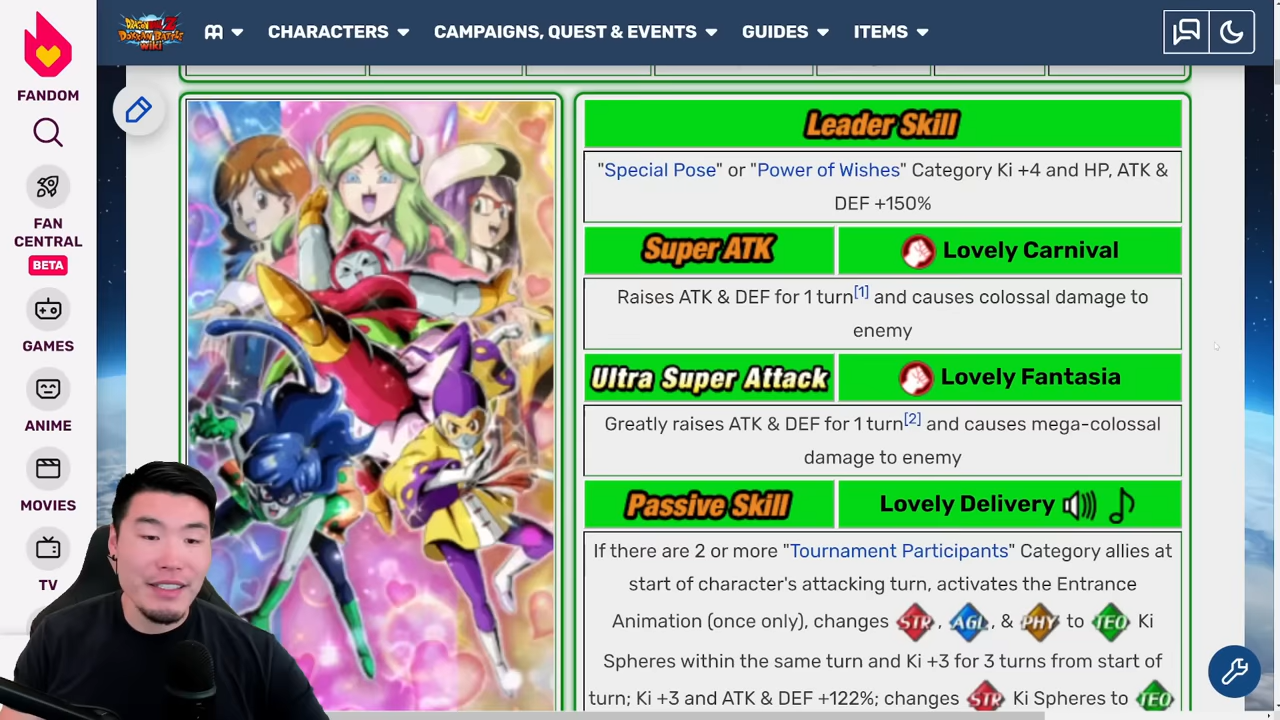 FANDOM
FAN
CENTRAL
BETA
GAMES
ANIME
MOVIES
TV
DRAGON BALL Z
DOKKAN BATTLE
WIKI
CHARACTERS
CAMPAIGNS, QUEST & EVENTS
GUIDES
ITEMS
Leader Skill
"Special Pose" or "Power of Wishes" Category Ki +4 and HP, ATK &
DEF +150%
Super ATK
Lovely Carnival
Raises ATK & DEF for 1 turn[1] and causes colossal damage to
enemy
Ultra Super Attack
Lovely Fantasia
Greatly raises ATK & DEF for 1 turn[2] and causes mega-colossal
damage to enemy
Passive Skill
Lovely Delivery
If there are 2 or more "Tournament Participants" Category allies at
start of character's attacking turn, activates the Entrance
Animation (once only), changes STR, AGL, & PHY to TEQ Ki
Spheres within the same turn and Ki +3 for 3 turns from start of
turn; Ki +3 and ATK & DEF +122%; changes STR Ki Spheres to TEQ